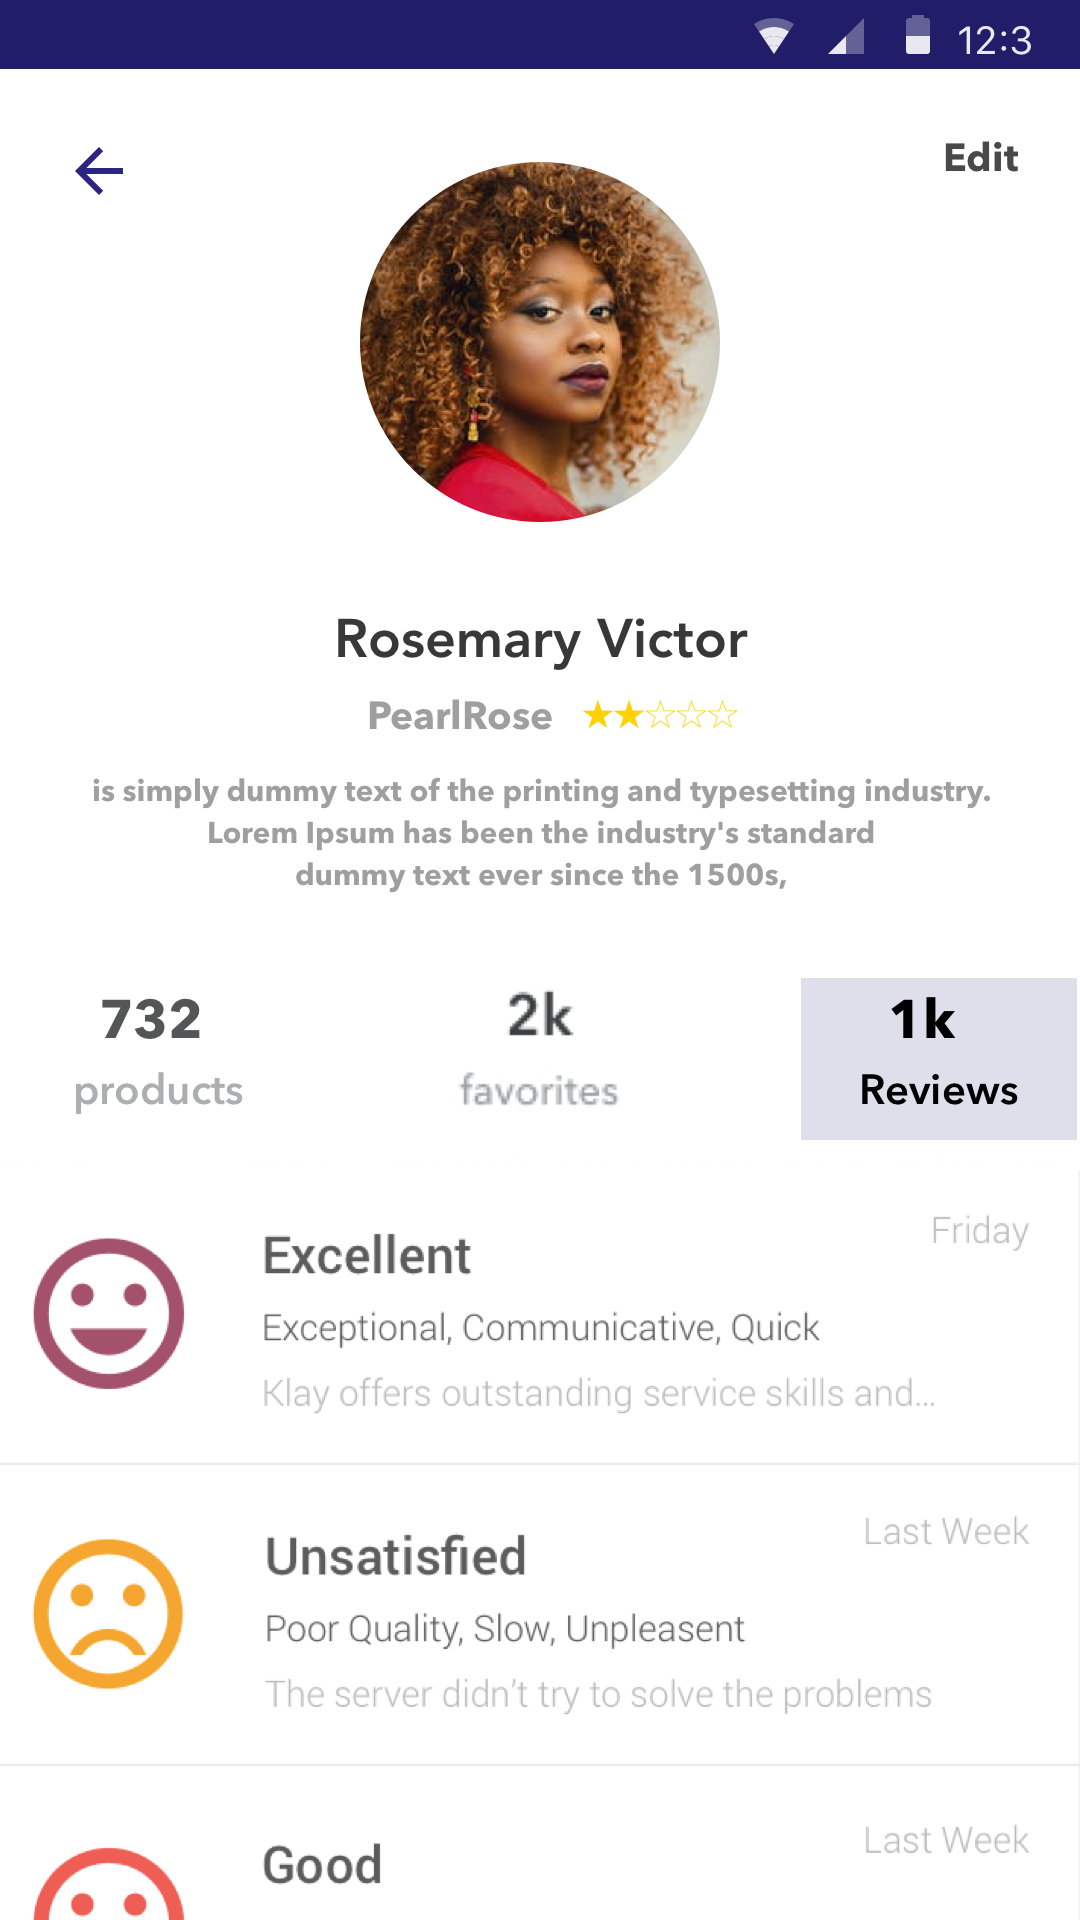 12:3
Edit
Rosemary Victor
PearlRose ★★☆☆☆
is simply dummy text of the printing and typesetting industry.
Lorem Ipsum has been the industry's standard
dummy text ever since the 1500s,
732 2k 1k
products favorites Reviews
Friday
Excellent
Exceptional, Communicative, Quick
Klay offers outstanding service skills and...
Last Week
Unsatisfied
Poor Quality, Slow, Unpleasent
The server didn't try to solve the problems
Last Week
Good